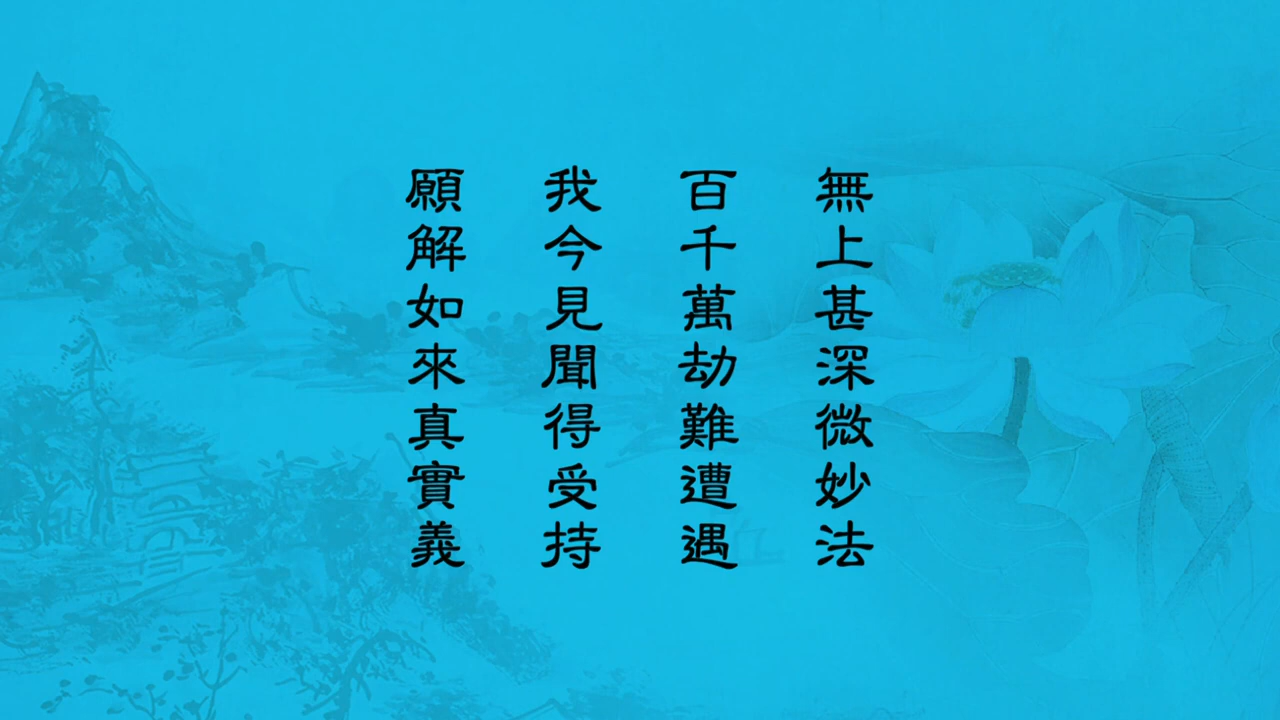 無上甚深微妙法
百千萬劫難遭遇
我今見聞得受持
願解如來真實義